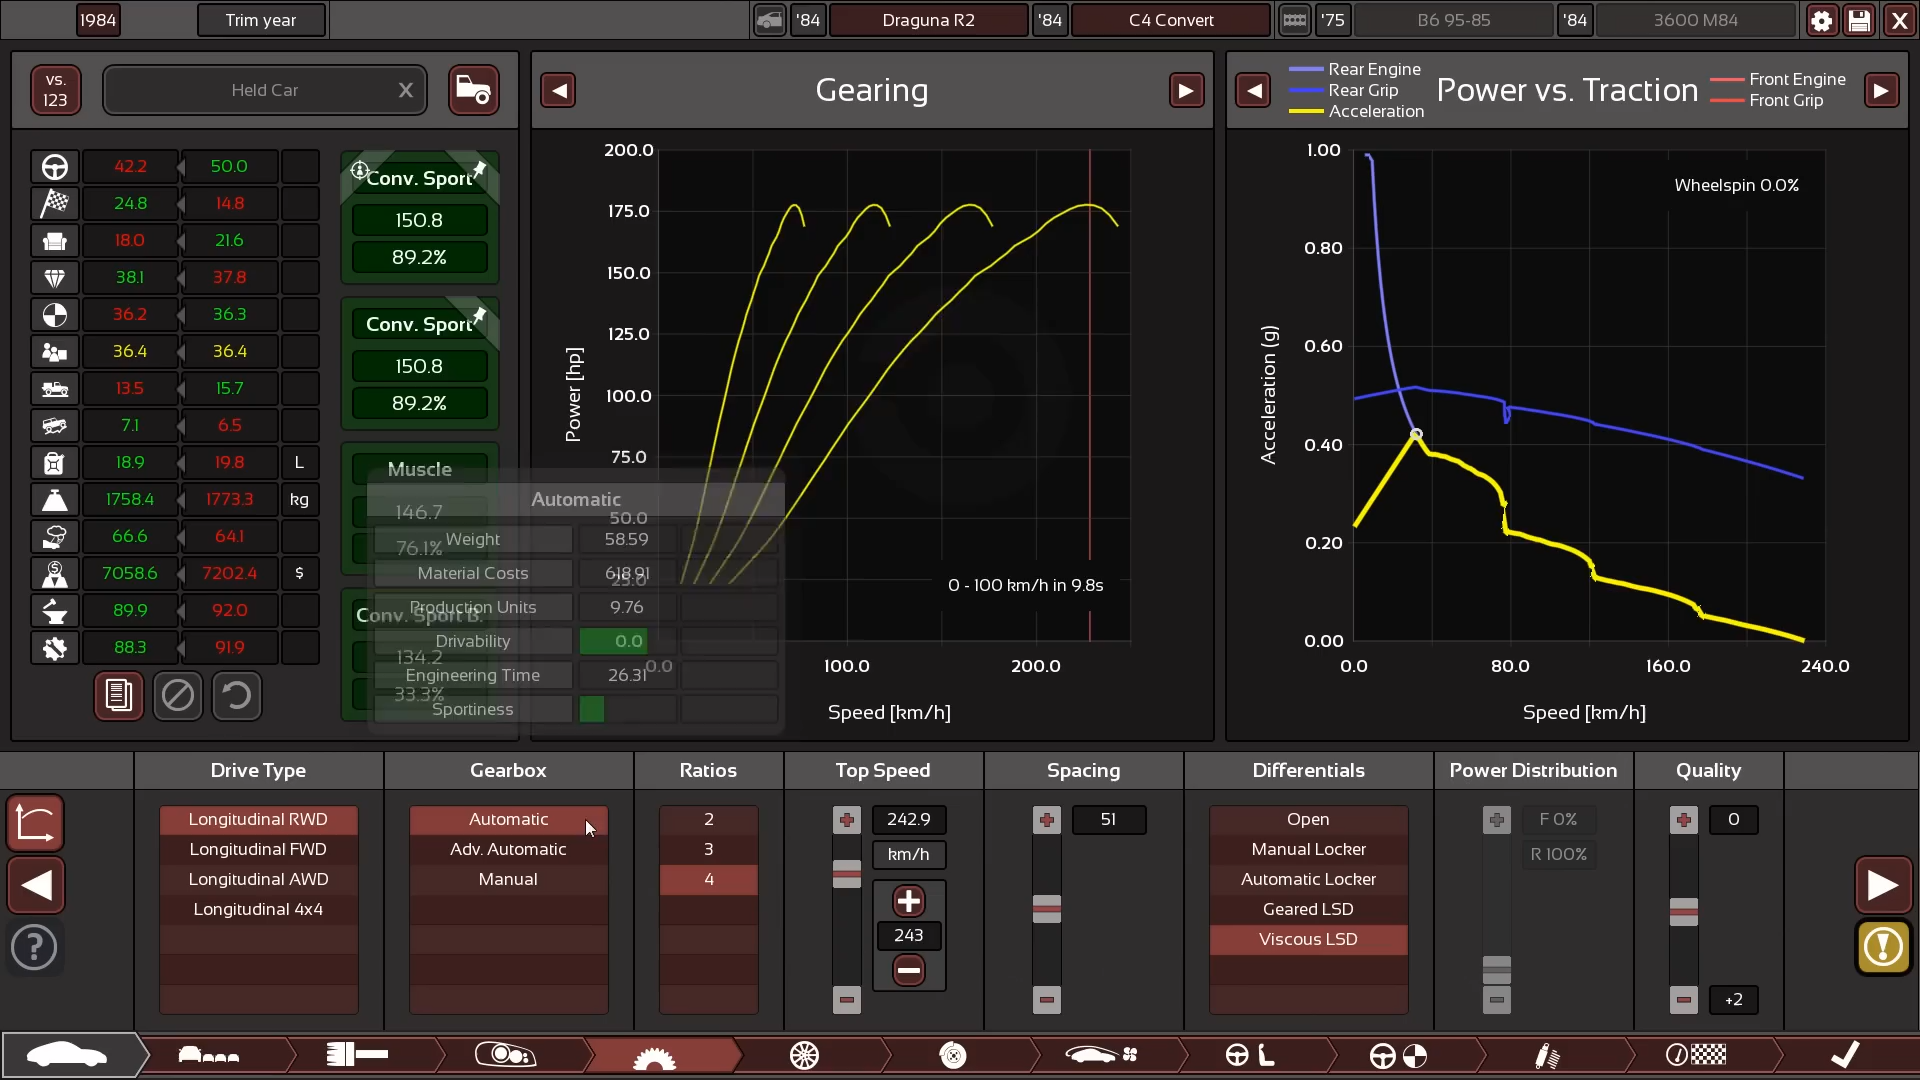 1984
Trim year
'84
Draguna R2
'84
C4 Convert
'75
B6 95-85
'84
3600 M84
X
vs.
123
Held Car
X
42.2 50.0
24.8 14.8
18.0 21.6
38.1 37.8
36.2 36.3
36.4 36.4
13.5 15.7
7.1 6.5
18.9 19.8 L
1758.4 1773.3 kg
66.6 64.1
7058.6 7202.4 $
89.9 92.0
88.3 91.9
Conv. Sport
150.8
89.2%
Conv. Sport
150.8
89.2%
Muscle
146.7
76.1%
Conv. Sport B.
134.2
33.3%
Automatic
Weight 58.59
Material Costs 618.91
Production Units 9.76
Drivability 0.0
Engineering Time 26.31
Sportiness
Gearing
200.0
175.0
150.0
125.0
100.0
75.0
50.0
25.0
Power [hp]
0 - 100 km/h in 9.8s
0.0
100.0
200.0
Speed [km/h]
Rear Engine
Rear Grip
Acceleration
Power vs. Traction
Front Engine
Front Grip
Wheelspin 0.0%
1.00
0.80
0.60
0.40
0.20
0.00
Acceleration (g)
0.0
80.0
160.0
240.0
Speed [km/h]
Drive Type
Longitudinal RWD
Longitudinal FWD
Longitudinal AWD
Longitudinal 4x4
Gearbox
Automatic
Adv. Automatic
Manual
Ratios
2
3
4
Top Speed
242.9
km/h
243
Spacing
51
Differentials
Open
Manual Locker
Automatic Locker
Geared LSD
Viscous LSD
Power Distribution
F 0%
R 100%
Quality
0
+2
?